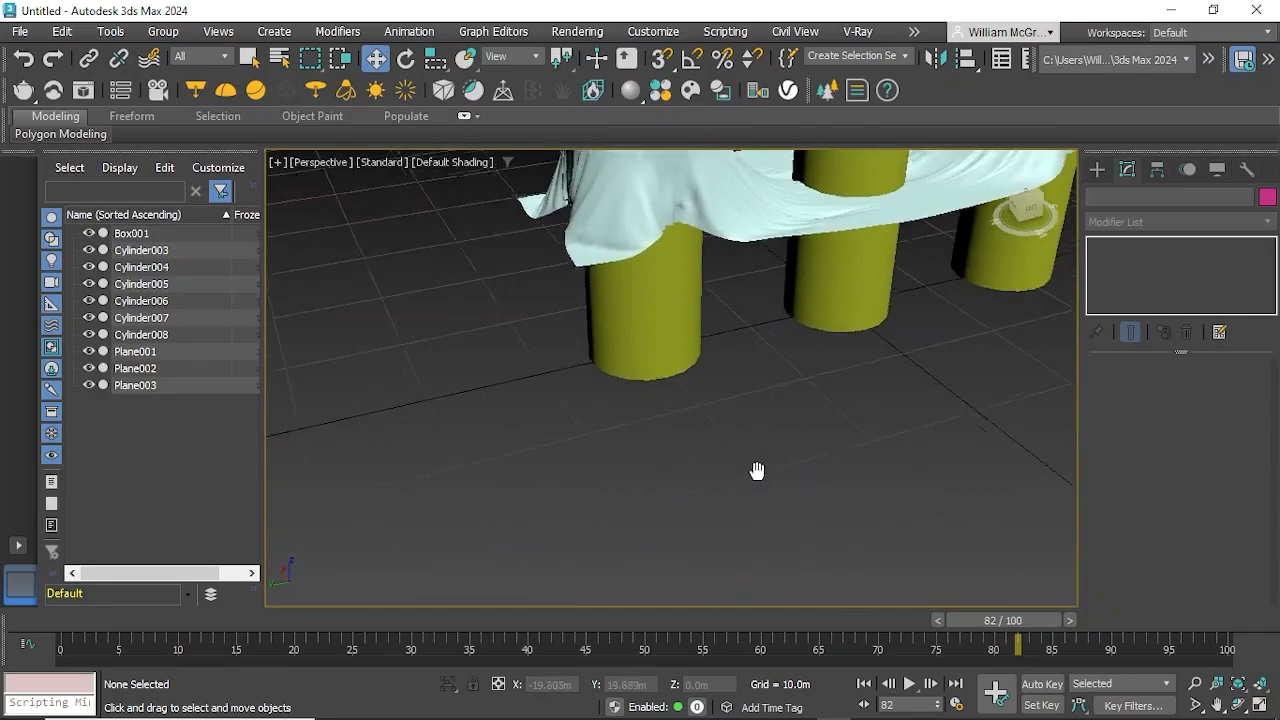 Untitled - Autodesk 3ds Max 2024
File Edit Tools Group Views Create Modifiers Animation Graph Editors Rendering Customize Scripting Civil View V-Ray William McGr... Workspaces: Default
All View Create Selection Se C:\Users\Will...\3ds Max 2024
Modeling Freeform Selection Object Paint Populate
Polygon Modeling
Select Display Edit Customize
[+] [Perspective ] [Standard ] [Default Shading ]
Name (Sorted Ascending) Froze
Box001
Cylinder003
Cylinder004
Cylinder005
Cylinder006
Cylinder007
Cylinder008
Plane001
Plane002
Plane003
Modifier List
Default
82 / 100
0 5 10 15 20 25 30 35 40 45 50 55 60 65 70 75 80 85 90 95 100
None Selected X: -19.803m Y: 19.689m Z: 0.0m Grid = 10.0m Auto Key Selected
Scripting Mi Click and drag to select and move objects Enabled: 0 Add Time Tag Set Key Key Filters... 82